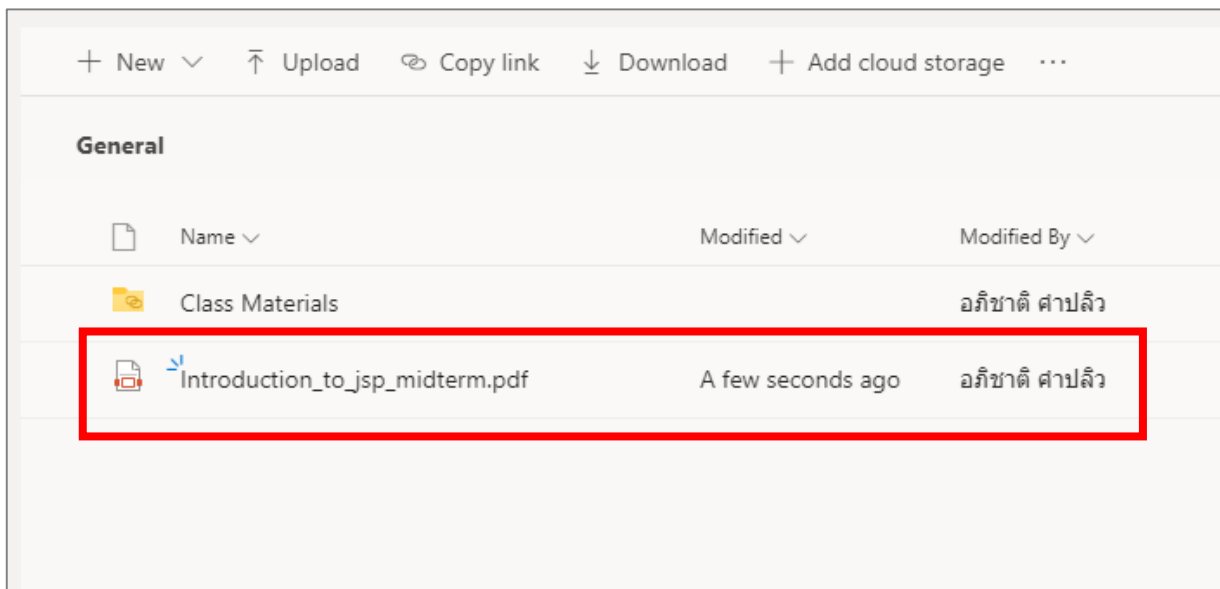 New Upload Copy link Download Add cloud storage ...
General
Name Modified Modified By
Class Materials อภิชาติ ศาปลิว
Introduction_to_jsp_midterm.pdf A few seconds ago อภิชาติ ศาปลิว